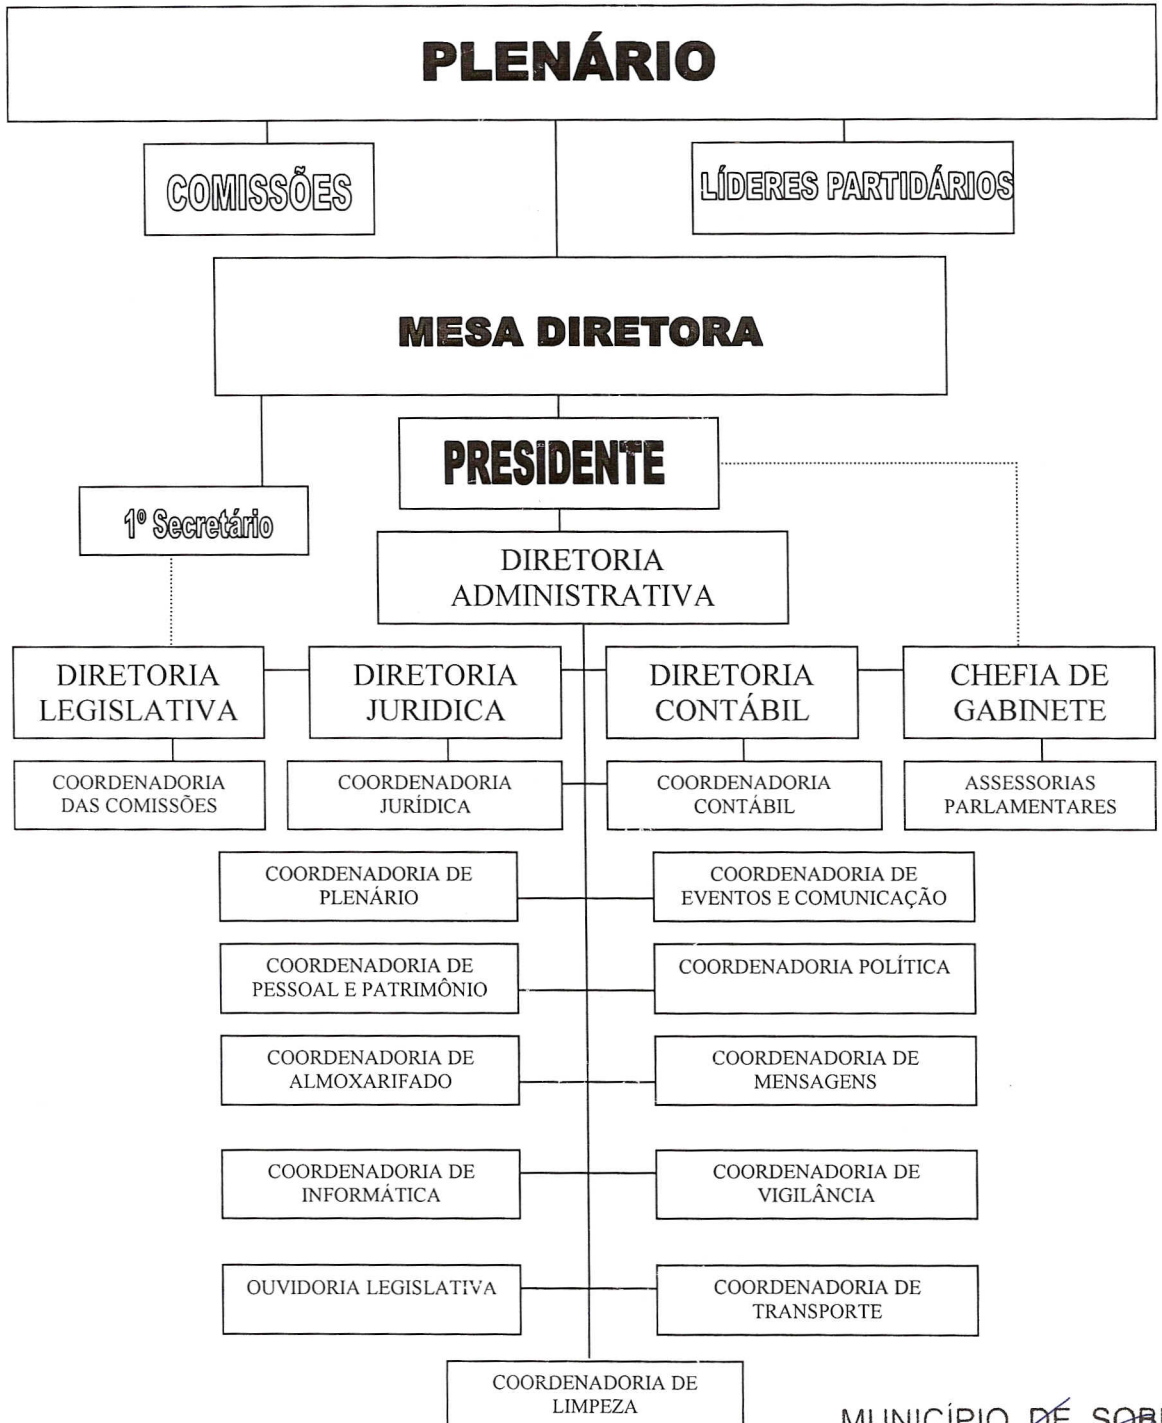 PLENÁRIO
COMISSÕES
LÍDERES PARTIDÁRIOS
MESA DIRETORA
PRESIDENTE
1º Secretário
DIRETORIA
ADMINISTRATIVA
DIRETORIA
LEGISLATIVA
DIRETORIA
JURIDICA
DIRETORIA
CONTÁBIL
CHEFIA DE
GABINETE
COORDENADORIA
DAS COMISSÕES
COORDENADORIA
JURÍDICA
COORDENADORIA
CONTÁBIL
ASSESSORIAS
PARLAMENTARES
COORDENADORIA DE
PLENÁRIO
COORDENADORIA DE
EVENTOS E COMUNICAÇÃO
COORDENADORIA DE
PESSOAL E PATRIMÔNIO
COORDENADORIA POLÍTICA
COORDENADORIA DE
ALMOXARIFADO
COORDENADORIA DE
MENSAGENS
COORDENADORIA DE
INFORMÁTICA
COORDENADORIA DE
VIGILÂNCIA
OUVIDORIA LEGISLATIVA
COORDENADORIA DE
TRANSPORTE
COORDENADORIA DE
LIMPEZA
MUNICÍPIO DE